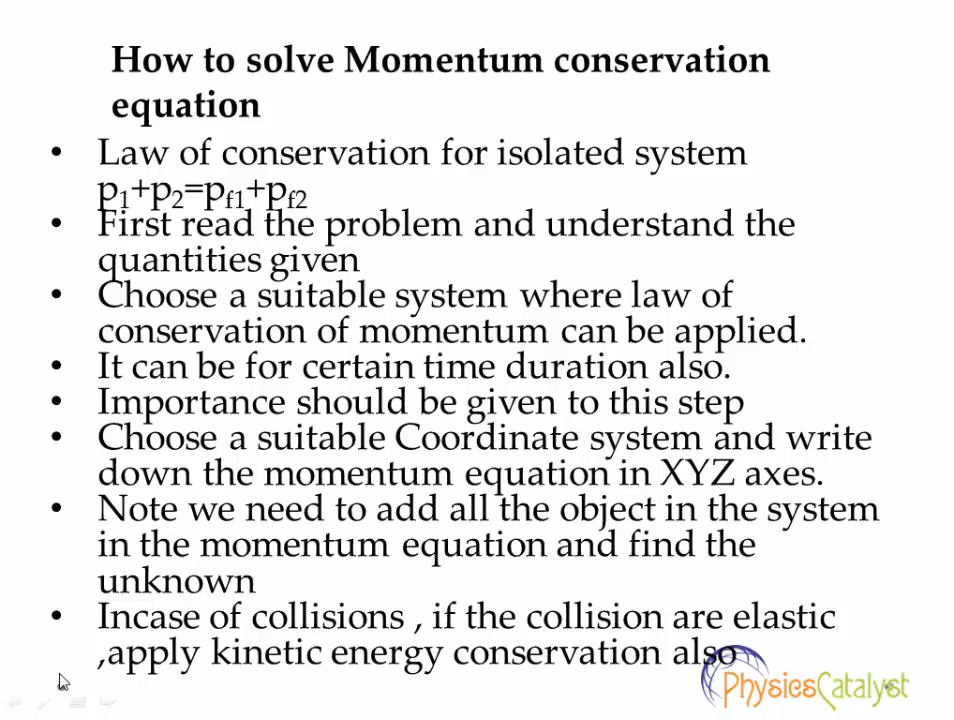 How to solve Momentum conservation
equation
• Law of conservation for isolated system
p₁+p₂=p_f1+p_f2
• First read the problem and understand the
quantities given
• Choose a suitable system where law of
conservation of momentum can be applied.
• It can be for certain time duration also.
• Importance should be given to this step
• Choose a suitable Coordinate system and write
down the momentum equation in XYZ axes.
• Note we need to add all the object in the system
in the momentum equation and find the
unknown
• Incase of collisions , if the collision are elastic
,apply kinetic energy conservation also
PhysicsCatalyst